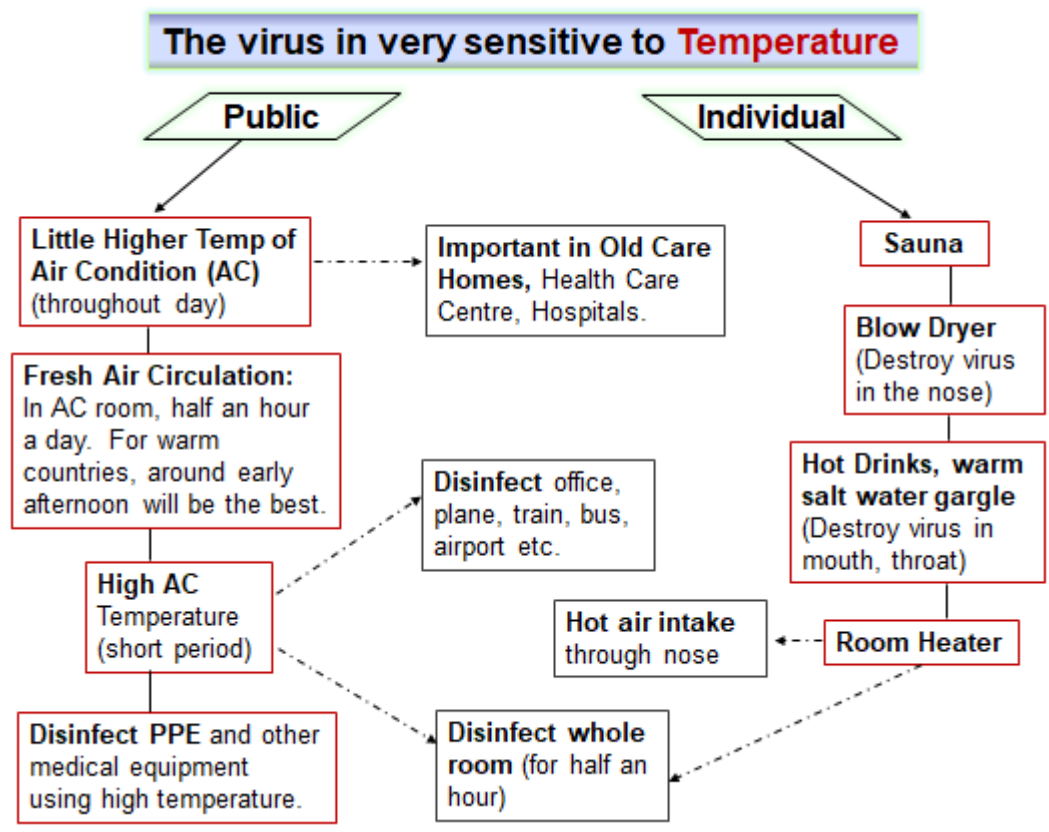 The virus in very sensitive to Temperature
Public
Individual
Little Higher Temp of
Air Condition (AC)
(throughout day)
Important in Old Care
Homes, Health Care
Centre, Hospitals.
Sauna
Fresh Air Circulation:
In AC room, half an hour
a day. For warm
countries, around early
afternoon will be the best.
Blow Dryer
(Destroy virus
in the nose)
Disinfect office,
plane, train, bus,
airport etc.
Hot Drinks, warm
salt water gargle
(Destroy virus in
mouth, throat)
High AC
Temperature
(short period)
Hot air intake
through nose
Room Heater
Disinfect PPE and other
medical equipment
using high temperature.
Disinfect whole
room (for half an
hour)